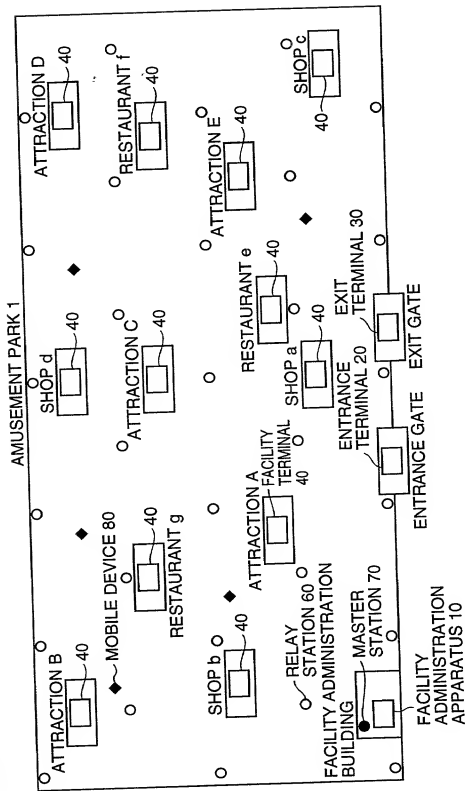 AMUSEMENT PARK 1
ATTRACTION B
40
MOBILE DEVICE 80
40
RESTAURANT g
SHOP d
40
ATTRACTION C
40
ATTRACTION D
40
RESTAURANT f
40
SHOP b
40
ATTRACTION A
FACILITY
TERMINAL
40
RESTAURANT e
40
ATTRACTION E
40
SHOP a
40
SHOP c
40
RELAY
STATION 60
FACILITY ADMINISTRATION
BUILDING
MASTER
STATION 70
FACILITY
ADMINISTRATION
APPARATUS 10
ENTRANCE
TERMINAL 20
ENTRANCE GATE
EXIT
TERMINAL 30
EXIT GATE